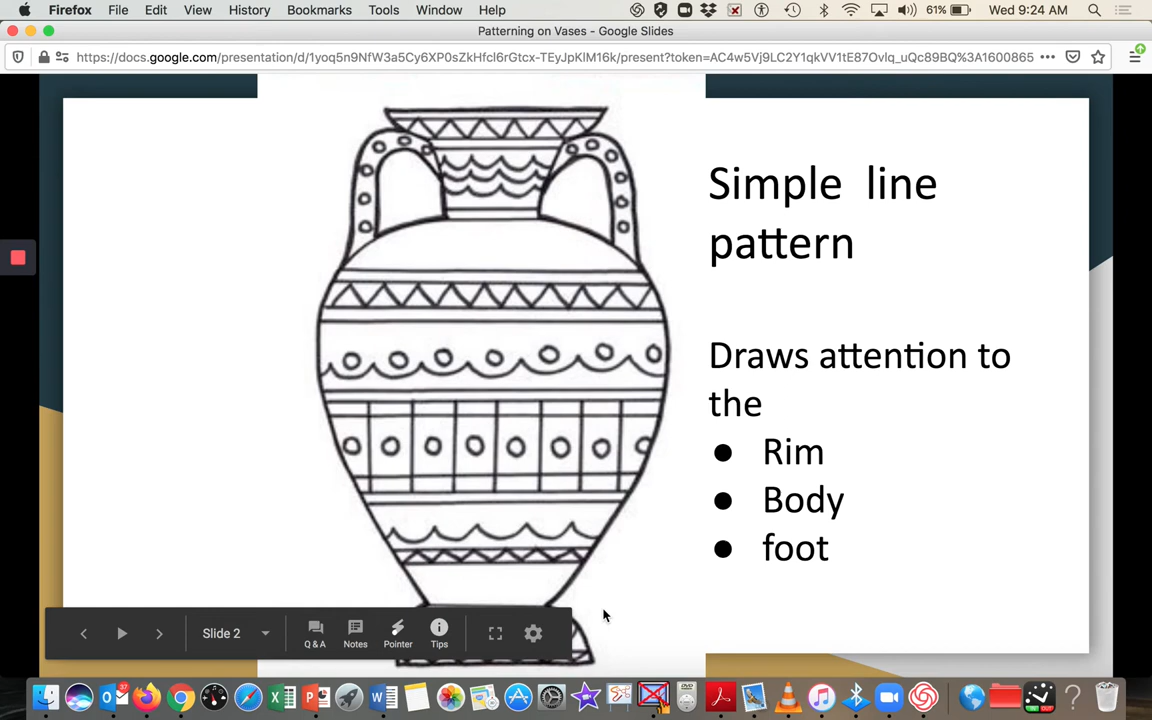 Firefox File Edit View History Bookmarks Tools Window Help 61% Wed 9:24 AM
Patterning on Vases - Google Slides
https://docs.google.com/presentation/d/1yoq5n9NfW3a5Cy6XP0sZkHfcl6rGtcx-TEyJpKlM16k/present?token=AC4w5Vj9LC2Y1qkVV1tE87Ovlq_uQc89BQ%3A1600865
Simple line
pattern
Draws attention to
the
● Rim
● Body
● foot
Slide 2
Q & A Notes Pointer Tips
37